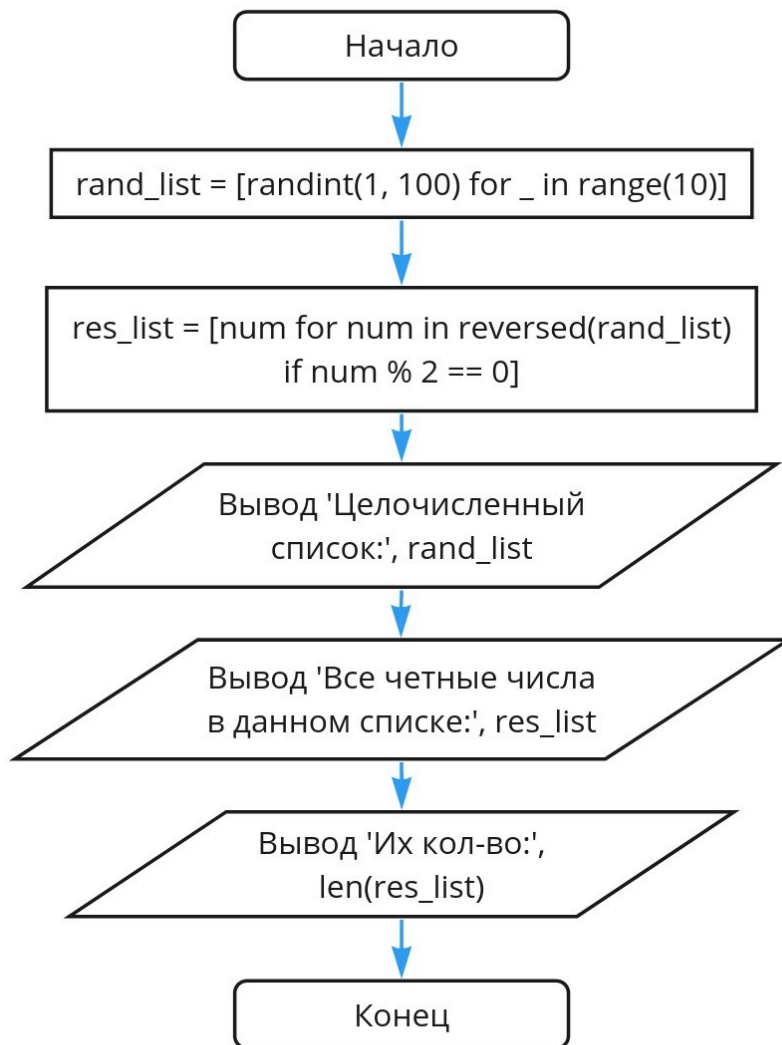 Начало
rand_list = [randint(1, 100) for _ in range(10)]
res_list = [num for num in reversed(rand_list)
if num % 2 == 0]
Вывод 'Целочисленный
список:', rand_list
Вывод 'Все четные числа
в данном списке:', res_list
Вывод 'Их кол-во:',
len(res_list)
Конец